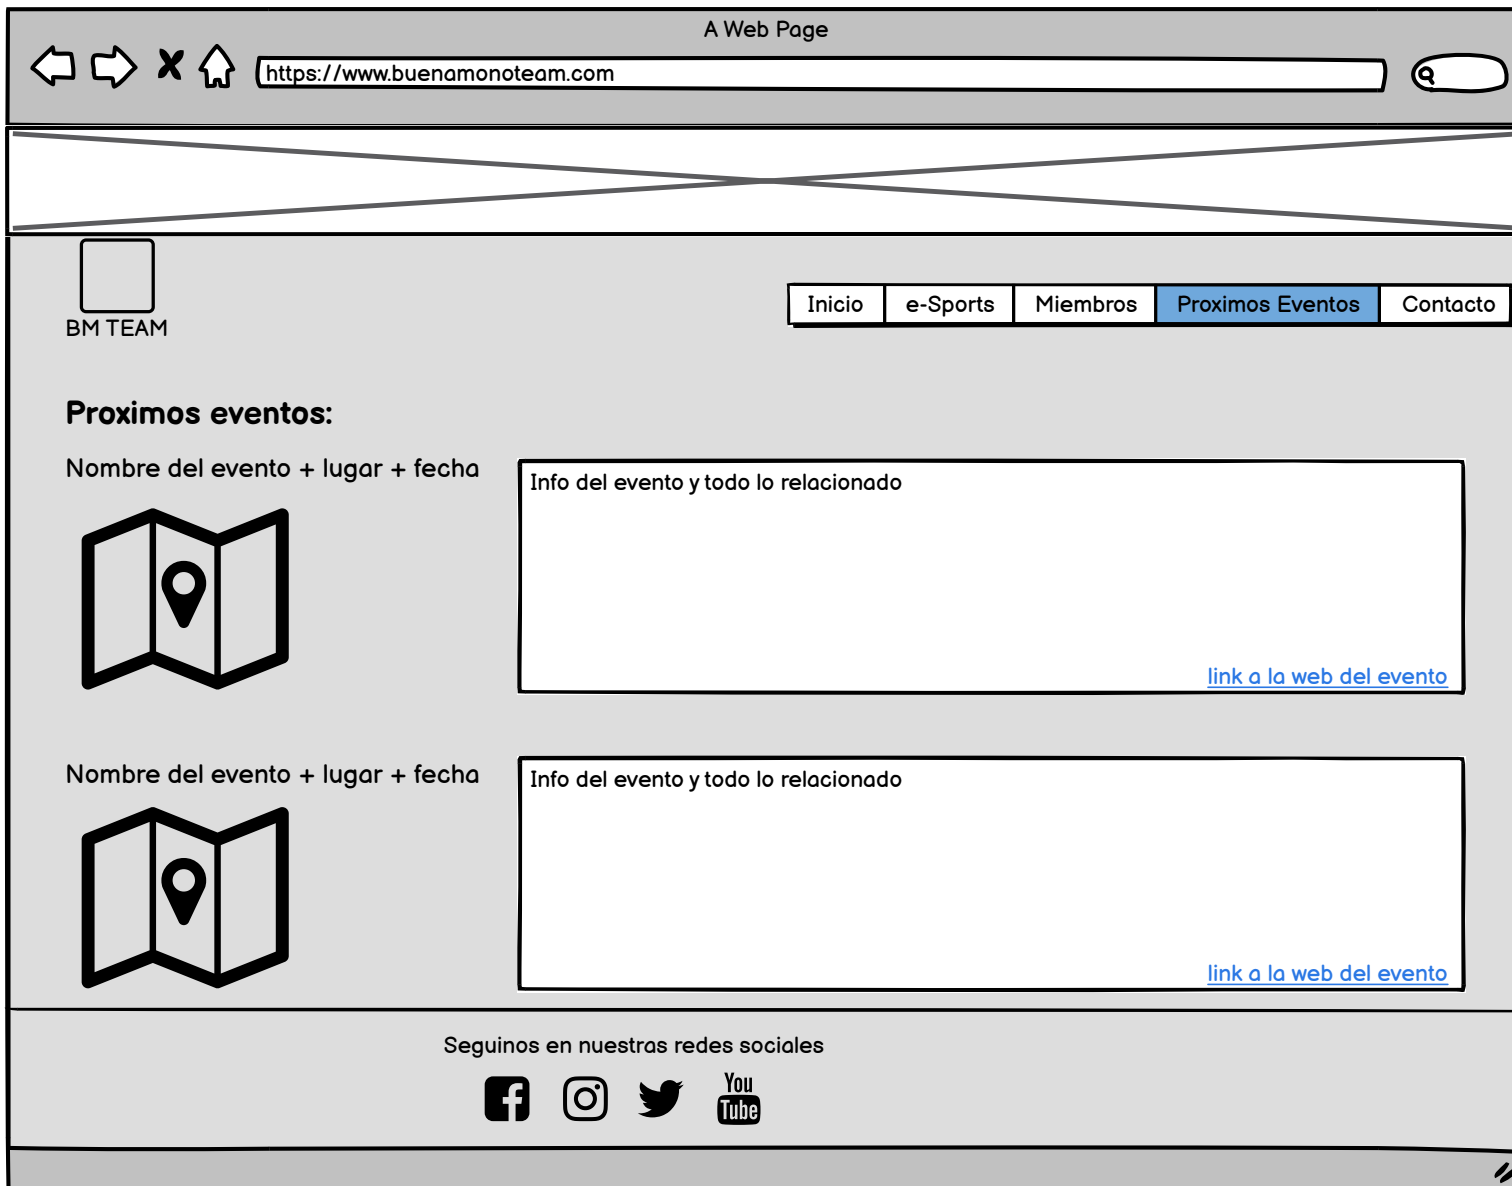 A Web Page
https://www.buenamonoteam.com
BM TEAM
Inicio e-Sports Miembros Proximos Eventos Contacto
Proximos eventos:
Nombre del evento + lugar + fecha
Info del evento y todo lo relacionado
link a la web del evento
Nombre del evento + lugar + fecha
Info del evento y todo lo relacionado
link a la web del evento
Seguinos en nuestras redes sociales
You
Tube